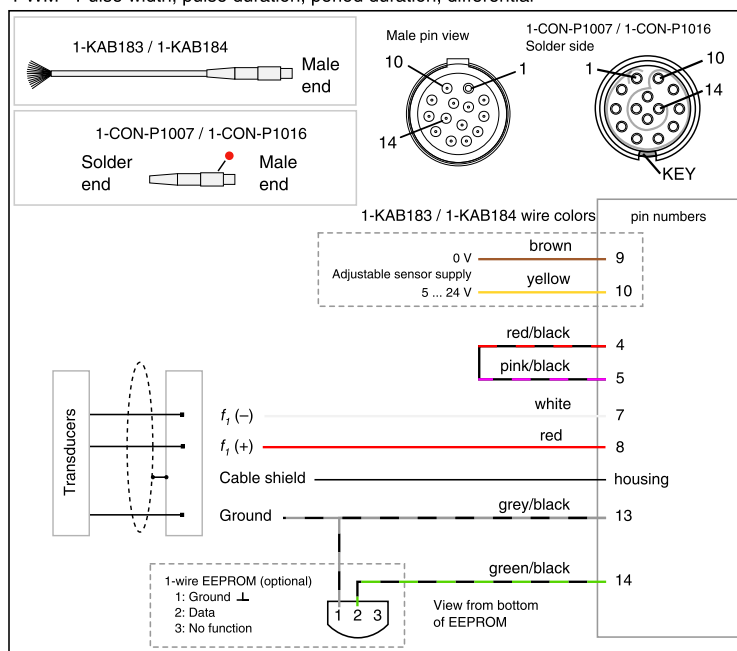 PWM - Pulse width, pulse duration, period duration, differential
1-KAB183 / 1-KAB184
Male
end
1-CON-P1007 / 1-CON-P1016
Solder
end
Male
end
Male pin view
10
1
14
1-CON-P1007 / 1-CON-P1016
Solder side
1
10
14
KEY
1-KAB183 / 1-KAB184 wire colors
pin numbers
0 V
brown
9
Adjustable sensor supply
5 ... 24 V
yellow
10
red/black
4
pink/black
5
Transducers
f1 (–)
white
7
f1 (+)
red
8
Cable shield
housing
Ground
grey/black
13
green/black
14
1-wire EEPROM (optional)
1: Ground ⊥
2: Data
3: No function
1 2 3
View from bottom
of EEPROM